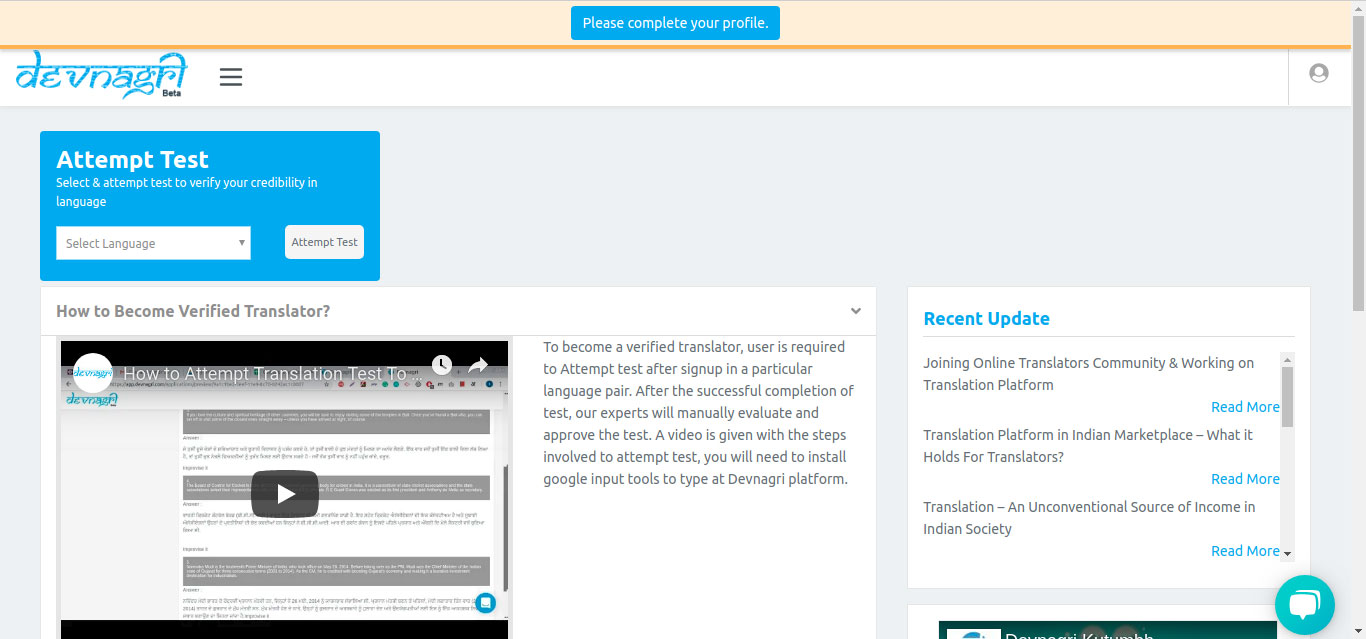 Please complete your profile.
devnagri
Beta
Attempt Test
Select & attempt test to verify your credibility in
language
Select Language
Attempt Test
How to Become Verified Translator?
devnagri
How to Attempt Translation Test To...
devnagri
Answer :
Answer :
Answer :
To become a verified translator, user is required
to Attempt test after signup in a particular
language pair. After the successful completion of
test, our experts will manually evaluate and
approve the test. A video is given with the steps
involved to attempt test, you will need to install
google input tools to type at Devnagri platform.
Recent Update
Joining Online Translators Community & Working on
Translation Platform
Read More
Translation Platform in Indian Marketplace – What it
Holds For Translators?
Read More
Translation – An Unconventional Source of Income in
Indian Society
Read More
Devnagri Kutumbh